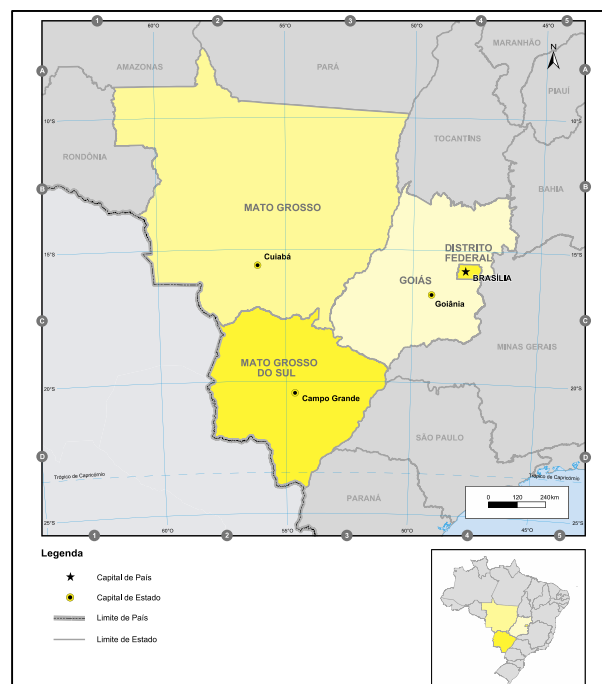 1 2 3 4 5
60°O 55°O 50°O 45°O
A
AMAZONAS
PARÁ
MARANHÃO
N
A
PIAUÍ
10°S
10°S
TOCANTINS
RONDÔNIA
B
B
BAHIA
MATO GROSSO
DISTRITO
FEDERAL
15°S
15°S
Cuiabá
GOIÁS
BRASÍLIA
Goiânia
C
C
MINAS GERAIS
MATO GROSSO
DO SUL
20°S
20°S
Campo Grande
SÃO PAULO
D
D
Trópico de Capricórnio
Trópico de Capricórnio
PARANÁ
0 120 240 km
25°S
25°S
60°O 55°O 50°O 45°O
1 2 3 4 5
Legenda
Capital de País
Capital de Estado
Limite de País
Limite de Estado